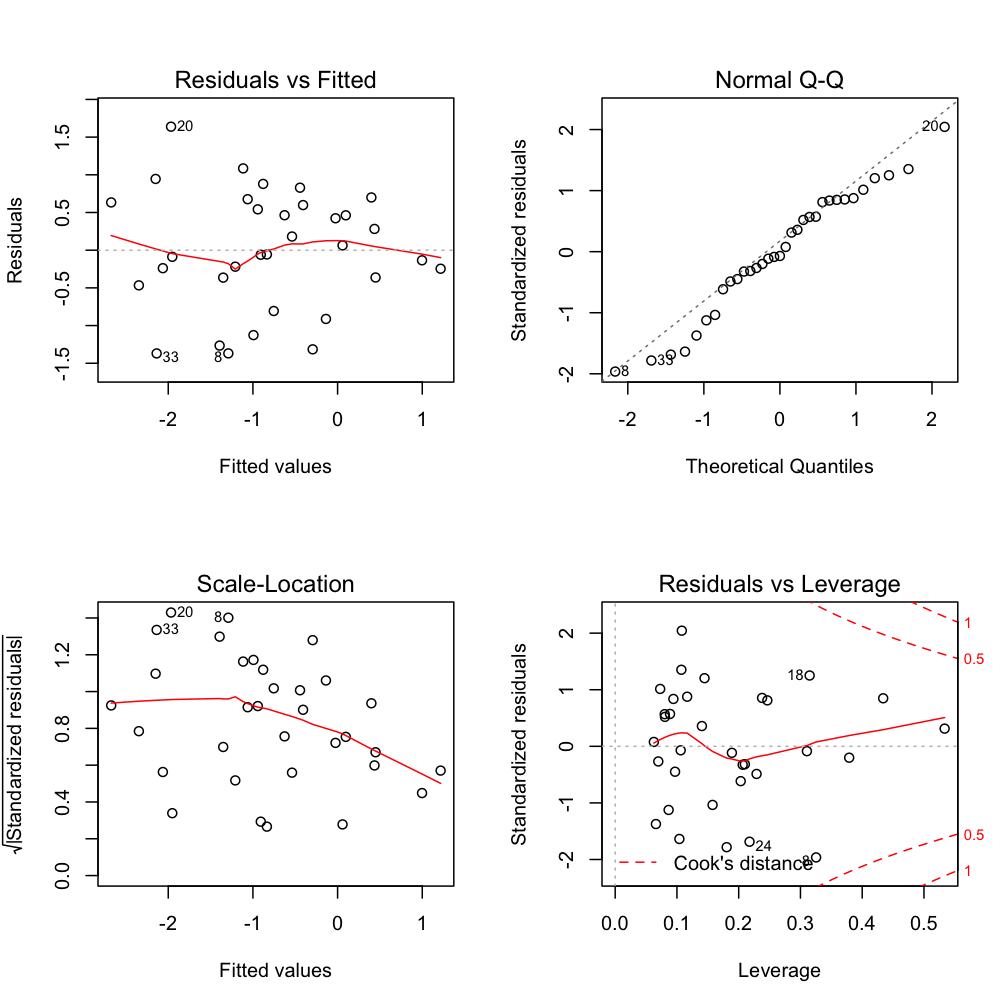 Residuals vs Fitted
Residuals
1.5
0.5
-0.5
-1.5
20
33
8
-2 -1 0 1
Fitted values
Normal Q-Q
Standardized residuals
2
1
0
-1
-2
20
33
8
-2 -1 0 1 2
Theoretical Quantiles
Scale-Location
√|Standardized residuals|
1.2
0.8
0.4
0.0
20
8
33
-2 -1 0 1
Fitted values
Residuals vs Leverage
Standardized residuals
2
1
0
-1
-2
1
0.5
18
0.5
24
8
1
Cook's distance
0.0 0.1 0.2 0.3 0.4 0.5
Leverage